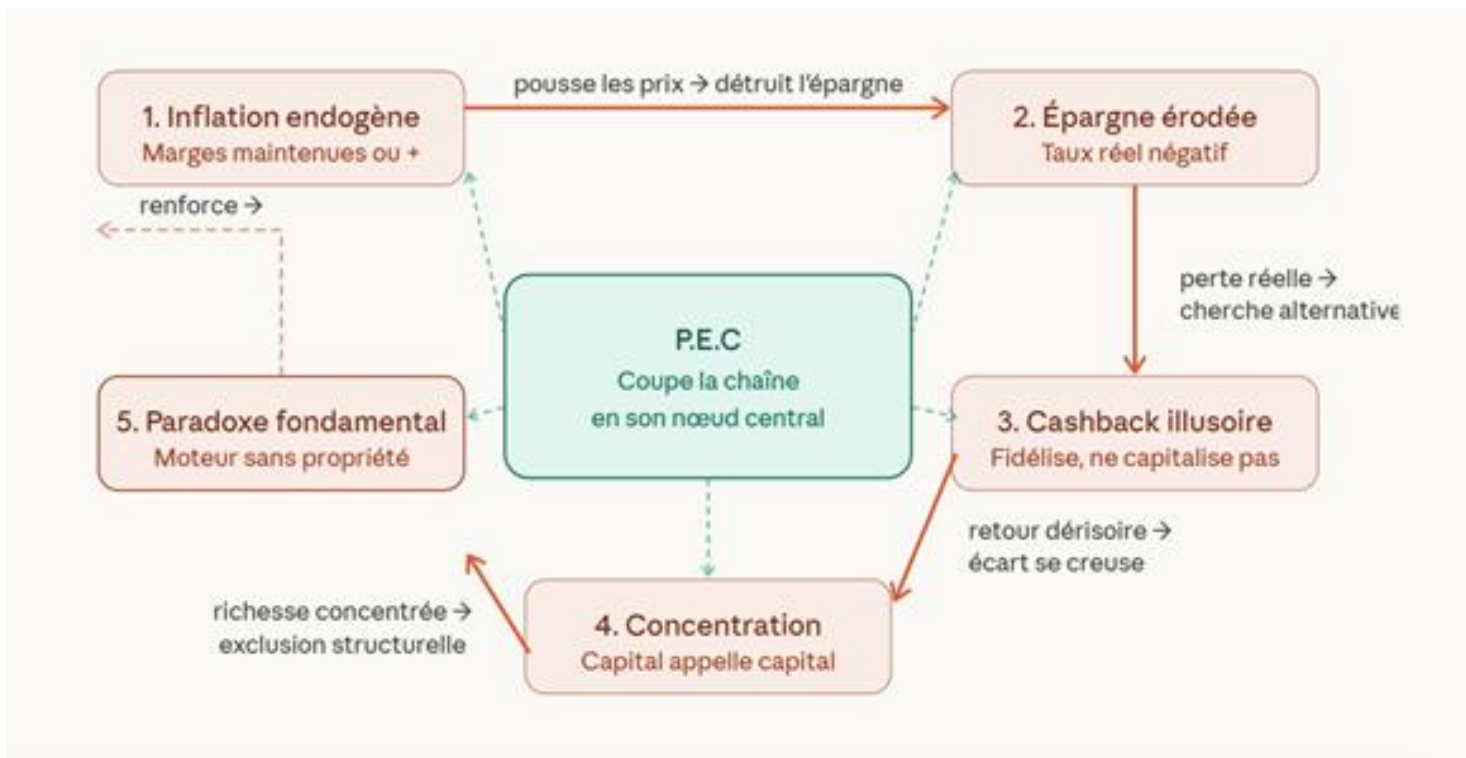 pousse les prix → détruit l'épargne
1. Inflation endogène
Marges maintenues ou +
2. Épargne érodée
Taux réel négatif
renforce →
perte réelle →
cherche alternative
P.E.C
Coupe la chaîne
en son nœud central
5. Paradoxe fondamental
Moteur sans propriété
3. Cashback illusoire
Fidélise, ne capitalise pas
retour dérisoire →
écart se creuse
richesse concentrée →
exclusion structurelle
4. Concentration
Capital appelle capital